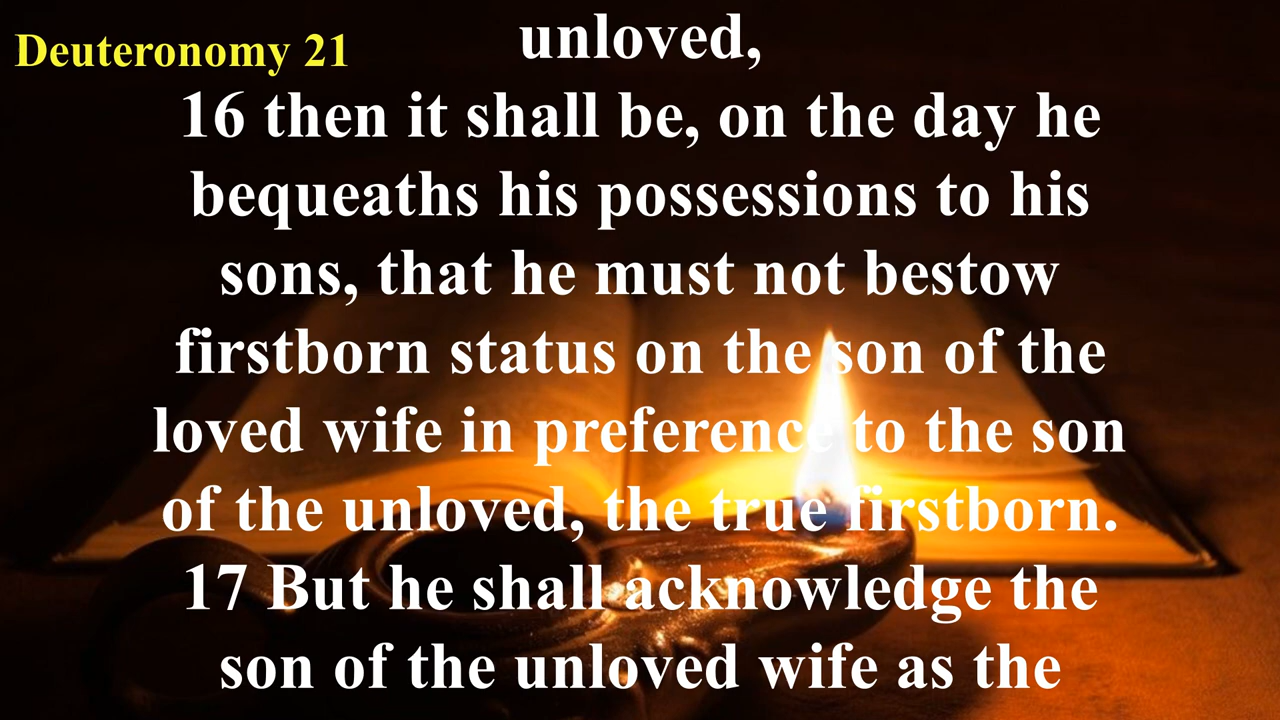 Deuteronomy 21
unloved,
16 then it shall be, on the day he
bequeaths his possessions to his
sons, that he must not bestow
firstborn status on the son of the
loved wife in preference to the son
of the unloved, the true firstborn.
17 But he shall acknowledge the
son of the unloved wife as the